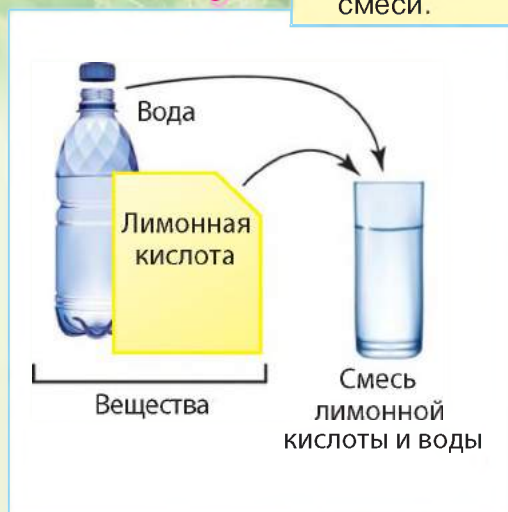 смеси.
Вода
Лимонная
кислота
Вещества
Смесь
лимонной
кислоты и воды